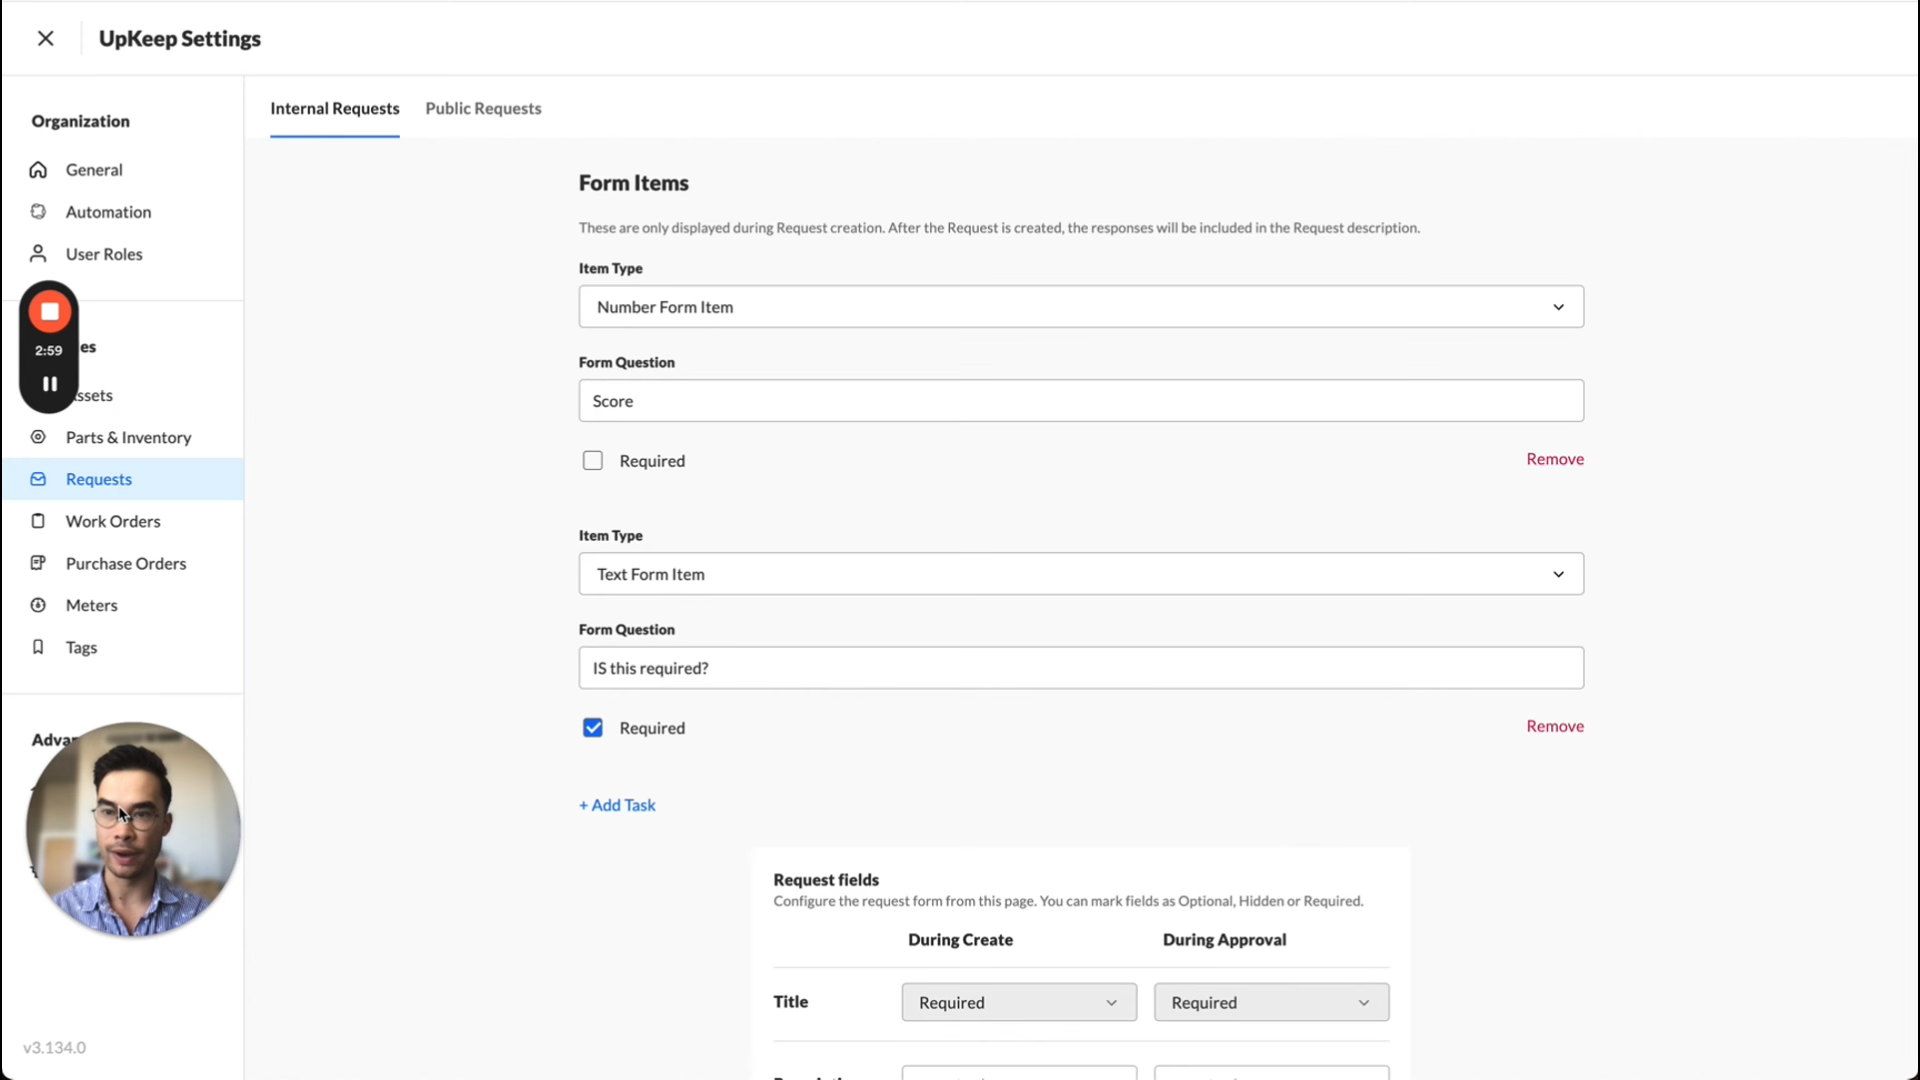 UpKeep Settings
Organization
General
Automation
User Roles
2:59
es
ssets
Parts & Inventory
Requests
Work Orders
Purchase Orders
Meters
Tags
Adva
v3.134.0
Internal Requests
Public Requests
Form Items
These are only displayed during Request creation. After the Request is created, the responses will be included in the Request description.
Item Type
Number Form Item
Form Question
Score
Required
Remove
Item Type
Text Form Item
Form Question
IS this required?
Required
Remove
+ Add Task
Request fields
Configure the request form from this page. You can mark fields as Optional, Hidden or Required.
During Create
During Approval
Title
Required
Required